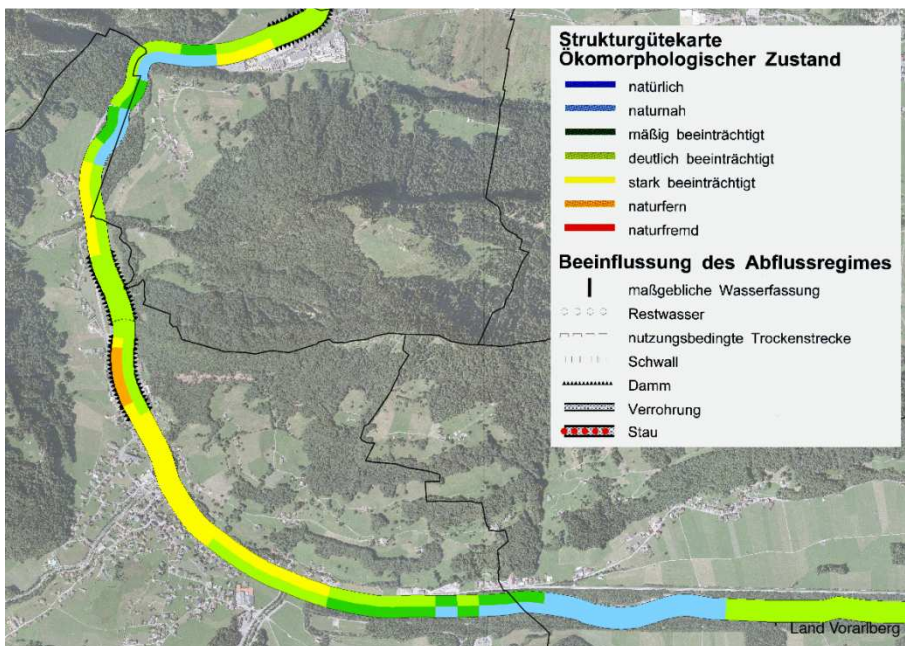 Strukturgütekarte
Ökomorphologischer Zustand
natürlich
naturnah
mäßig beeinträchtigt
deutlich beeinträchtigt
stark beeinträchtigt
naturfern
naturfremd
Beeinflussung des Abflussregimes
maßgebliche Wasserfassung
Restwasser
nutzungsbedingte Trockenstrecke
Schwall
Damm
Verrohrung
Stau
Land Vorarlberg